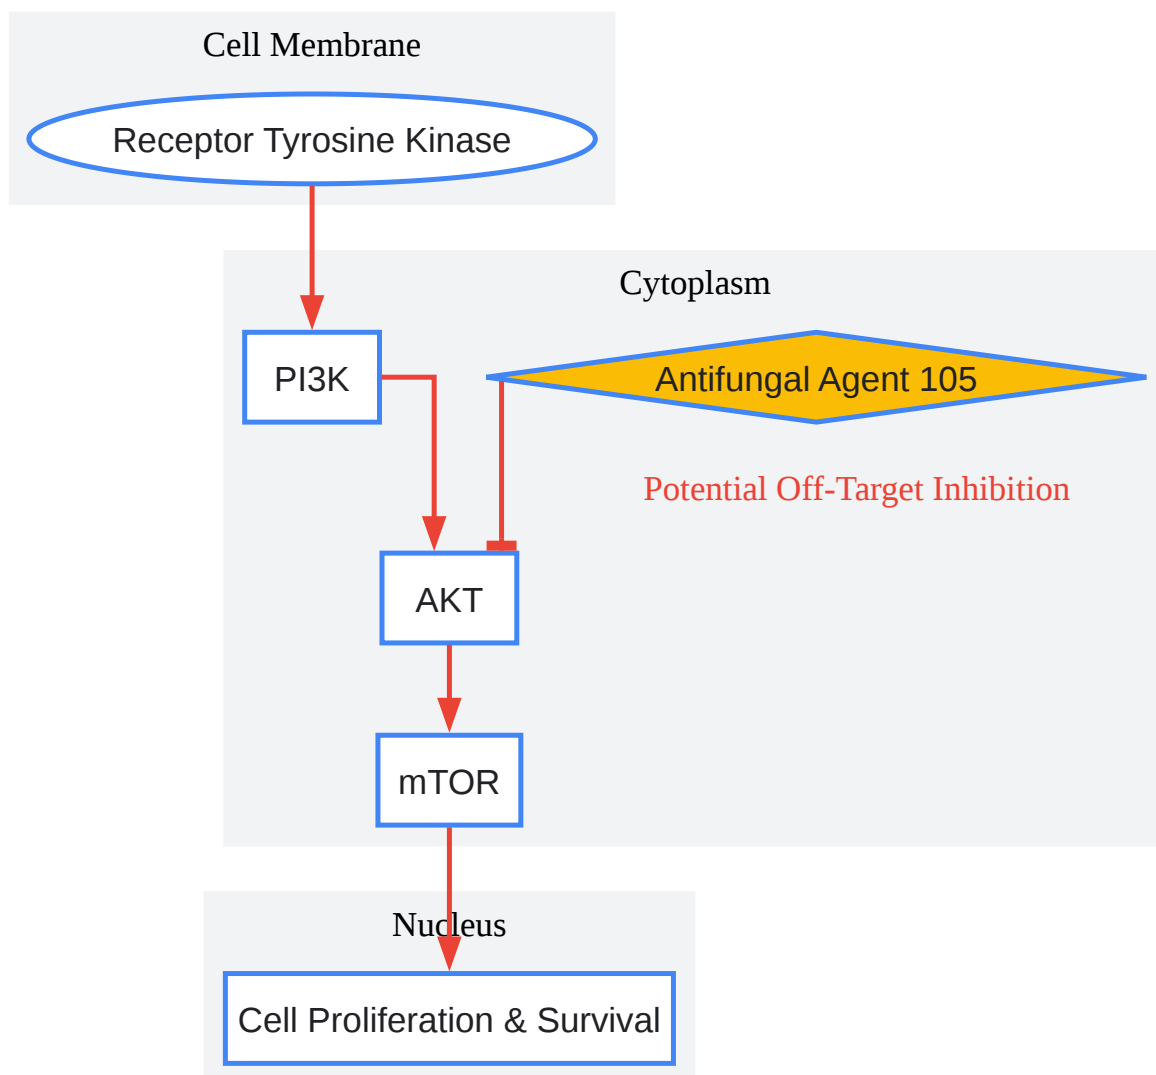 Cell Membrane
Receptor Tyrosine Kinase
Cytoplasm
PI3K
Antifungal Agent 105
Potential Off-Target Inhibition
AKT
mTOR
Nucleus
Cell Proliferation & Survival